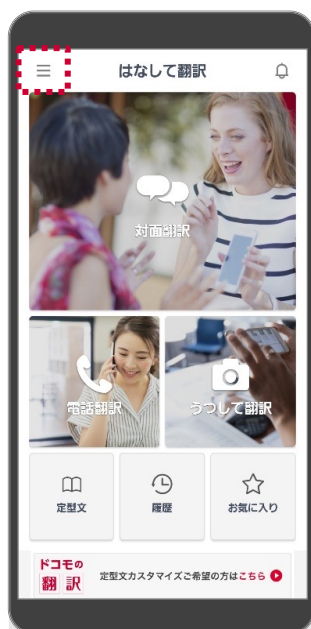 はなして翻訳
対面翻訳
電話翻訳
うつして翻訳
定型文
履歴
お気に入り
ドコモの
翻訳
定型文カスタマイズご希望の方はこちら